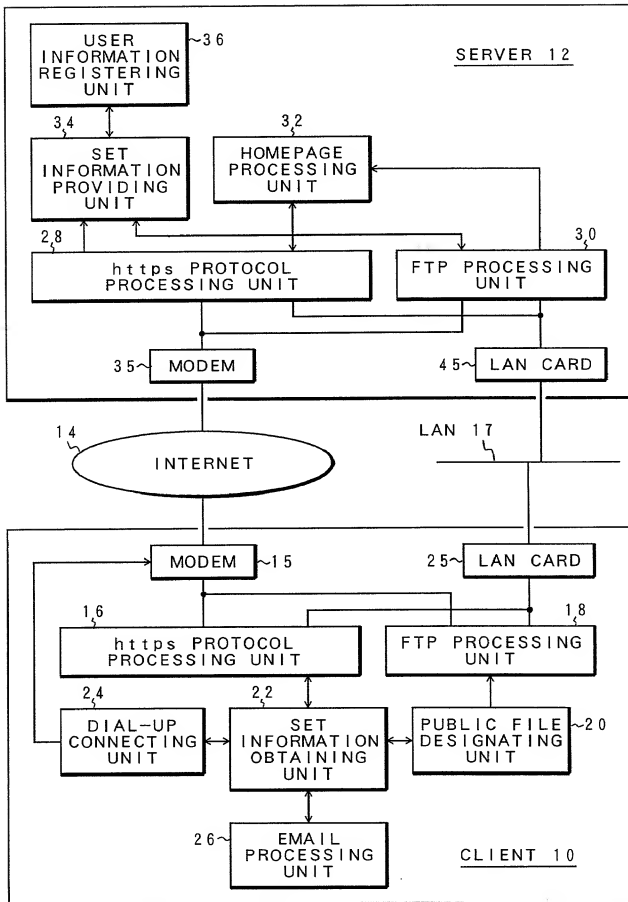 USER
INFORMATION
REGISTERING
UNIT
36
SERVER 12
34
SET
INFORMATION
PROVIDING
UNIT
32
HOMEPAGE
PROCESSING
UNIT
28
https PROTOCOL
PROCESSING UNIT
30
FTP PROCESSING
UNIT
35
MODEM
45
LAN CARD
14
INTERNET
LAN 17
MODEM
15
25
LAN CARD
16
https PROTOCOL
PROCESSING UNIT
18
FTP PROCESSING
UNIT
24
DIAL-UP
CONNECTING
UNIT
22
SET
INFORMATION
OBTAINING
UNIT
PUBLIC FILE
DESIGNATING
UNIT
20
26
EMAIL
PROCESSING
UNIT
CLIENT 10